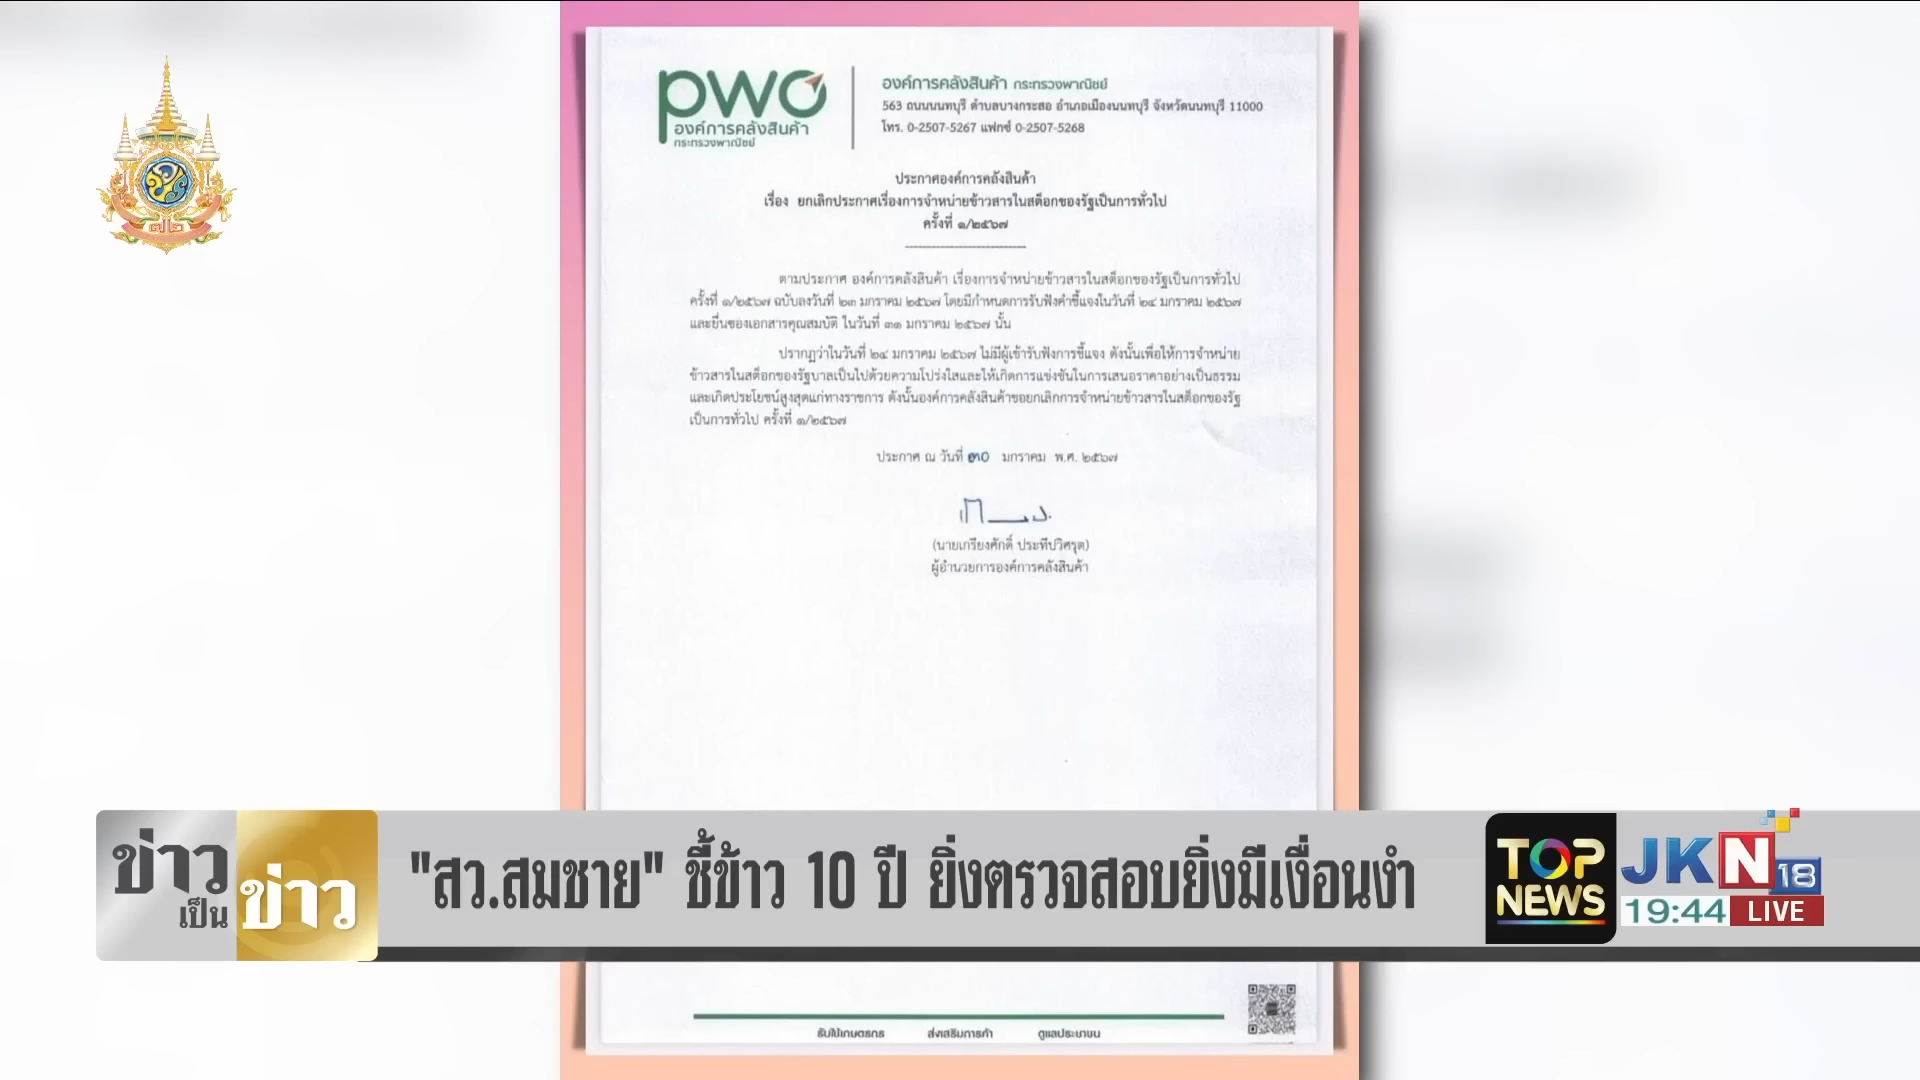 pwo
องค์การคลังสินค้า
กระทรวงพาณิชย์
องค์การคลังสินค้า กระทรวงพาณิชย์
563 ถนนนนทบุรี ตำบลบางกระสอ อำเภอเมืองนนทบุรี จังหวัดนนทบุรี 11000
โทร. 0-2507-5267 แฟกซ์ 0-2507-5268
ประกาศองค์การคลังสินค้า
เรื่อง ยกเลิกประกาศเรื่องการจำหน่ายข้าวสารในสต็อกของรัฐเป็นการทั่วไป
ครั้งที่ ๑/๒๕๖๗
ตามประกาศ องค์การคลังสินค้า เรื่องการจำหน่ายข้าวสารในสต็อกของรัฐเป็นการทั่วไป
ครั้งที่ ๑/๒๕๖๗ ฉบับลงวันที่ ๒๓ มกราคม ๒๕๖๗ โดยมีกำหนดการรับฟังคำชี้แจงในวันที่ ๒๔ มกราคม ๒๕๖๗
และยื่นซองเอกสารคุณสมบัติ ในวันที่ ๓๑ มกราคม ๒๕๖๗ นั้น
ปรากฏว่าในวันที่ ๒๔ มกราคม ๒๕๖๗ ไม่มีผู้เข้ารับฟังการชี้แจง ดังนั้นเพื่อให้การจำหน่าย
ข้าวสารในสต็อกของรัฐบาลเป็นไปด้วยความโปร่งใสและให้เกิดการแข่งขันในการเสนอราคาอย่างเป็นธรรม
และเกิดประโยชน์สูงสุดแก่ทางราชการ ดังนั้นองค์การคลังสินค้าขอยกเลิกการจำหน่ายข้าวสารในสต็อกของรัฐ
เป็นการทั่วไป ครั้งที่ ๑/๒๕๖๗
ประกาศ ณ วันที่ ๓๐ มกราคม พ.ศ. ๒๕๖๗
(นายเกรียงศักดิ์ ประทีปวิศรุต)
ผู้อำนวยการองค์การคลังสินค้า
ข่าว
เป็น
ข่าว
"สว.สมชาย" ชี้ข้าว 10 ปี ยิ่งตรวจสอบยิ่งมีเงื่อนงำ
TOP
NEWS
JKN 18
19:44 LIVE
รับใช้เกษตรกร ส่งเสริมการค้า ดูแลประชาชน